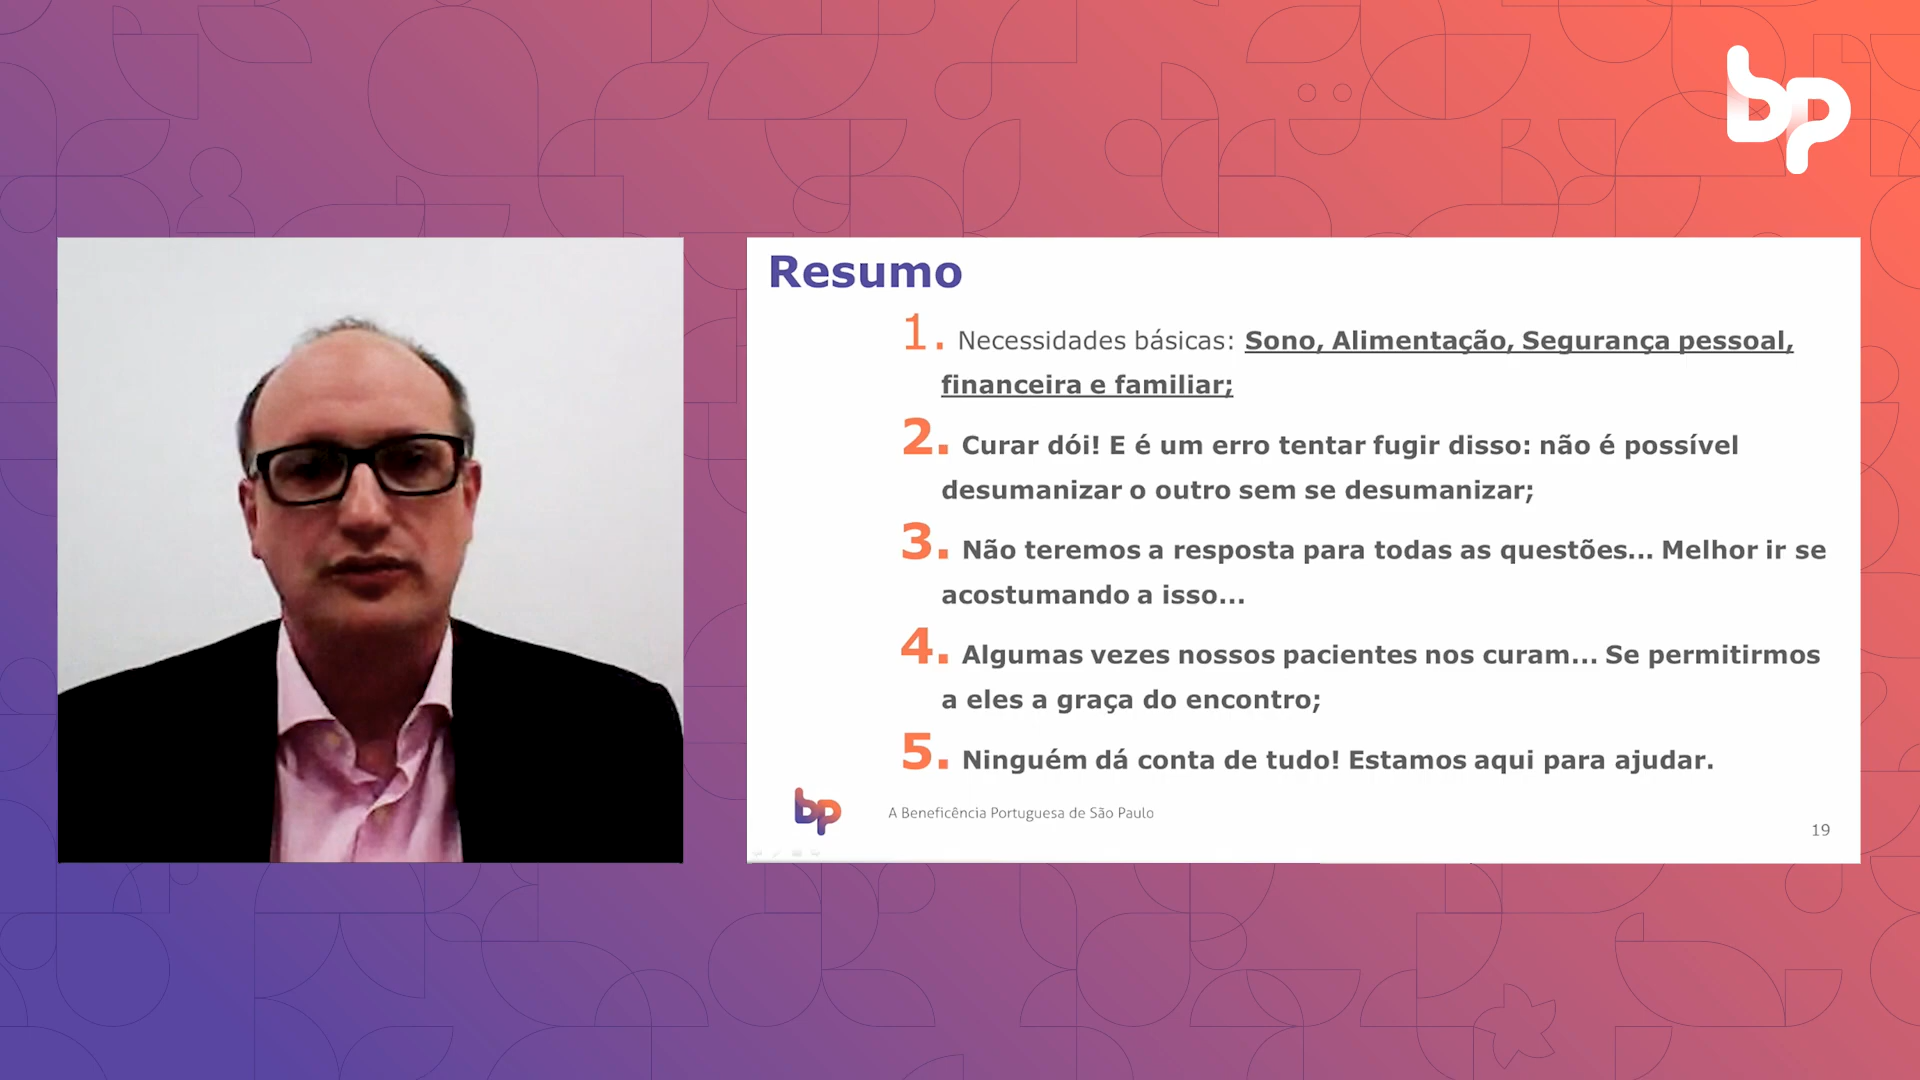 bp
Resumo
1. Necessidades básicas: Sono, Alimentação, Segurança pessoal,
financeira e familiar;
2. Curar dói! E é um erro tentar fugir disso: não é possível
desumanizar o outro sem se desumanizar;
3. Não teremos a resposta para todas as questões... Melhor ir se
acostumando a isso...
4. Algumas vezes nossos pacientes nos curam... Se permitirmos
a eles a graça do encontro;
5. Ninguém dá conta de tudo! Estamos aqui para ajudar.
bp A Beneficência Portuguesa de São Paulo
19